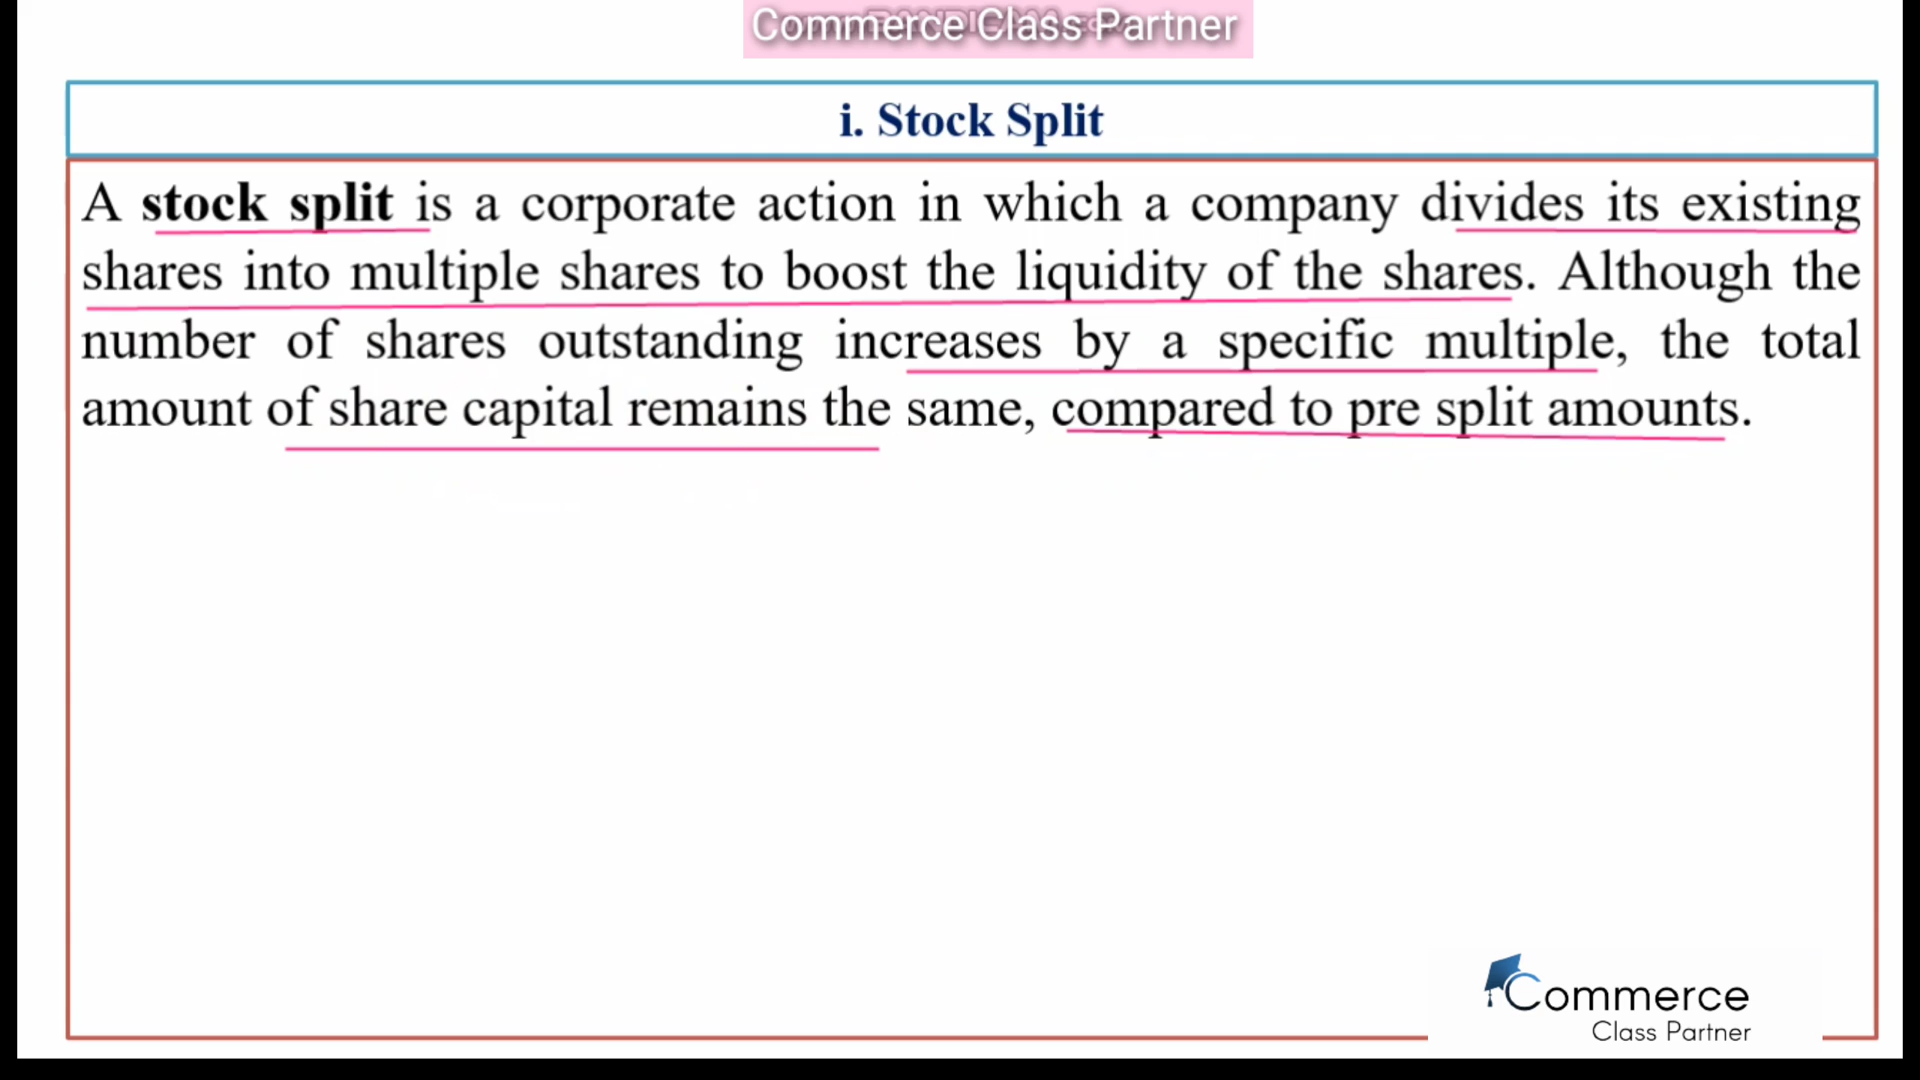 Commerce Class Partner
i. Stock Split
A stock split is a corporate action in which a company divides its existing
shares into multiple shares to boost the liquidity of the shares. Although the
number of shares outstanding increases by a specific multiple, the total
amount of share capital remains the same, compared to pre split amounts.
Commerce
Class Partner